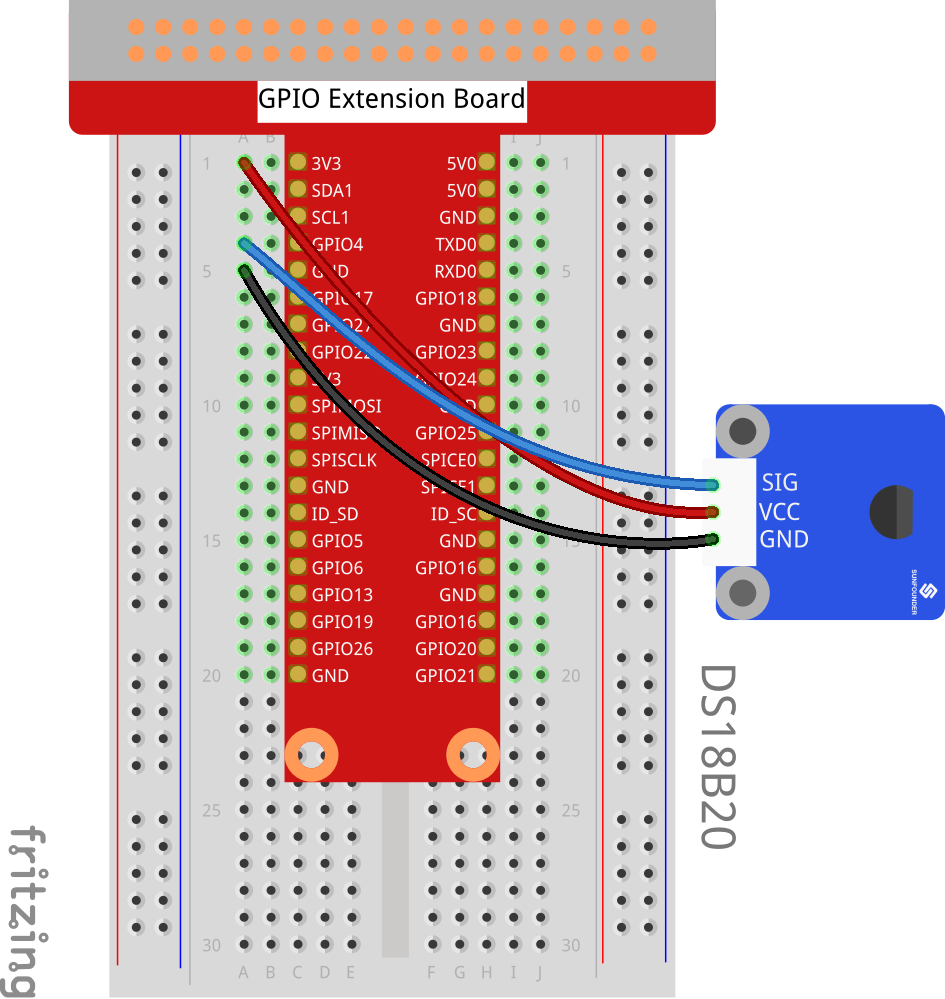 GPIO Extension Board
A B I J
1 3V3 5V0 1
SDA1 5V0
SCL1 GND
GPIO4 TXD0
5 GND RXD0 5
GPIO17 GPIO18
GPIO27 GND
GPIO22 GPIO23
3V3 GPIO24
10 SPIMOSI GND 10
SPIMISO GPIO25
SPISCLK SPICE0
GND SPICE1
ID_SD ID_SC
15 GPIO5 GND 15
GPIO6 GPIO16
GPIO13 GND
GPIO19 GPIO16
GPIO26 GPIO20
20 GND GPIO21 20
25 25
30 30
A B C D E F G H I J
SIG
VCC
GND
SUNFOUNDER
DS18B20
fritzing